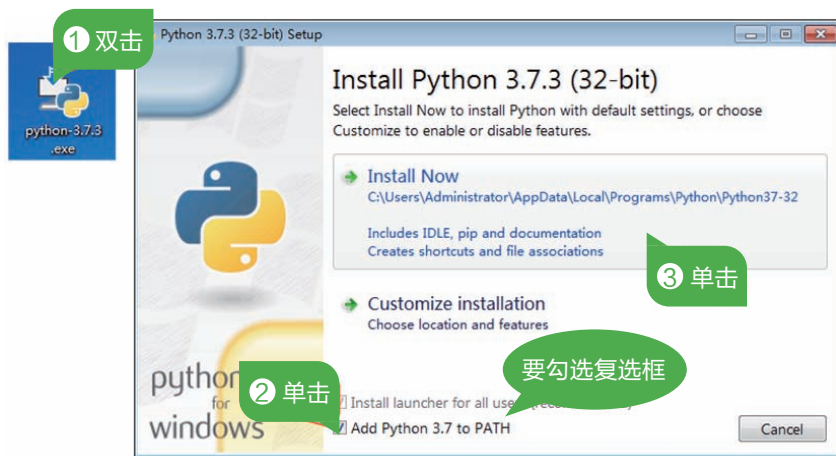 ① 双击
python-3.7.3
.exe
Python 3.7.3 (32-bit) Setup
Install Python 3.7.3 (32-bit)
Select Install Now to install Python with default settings, or choose
Customize to enable or disable features.
Install Now
C:\Users\Administrator\AppData\Local\Programs\Python\Python37-32
Includes IDLE, pip and documentation
Creates shortcuts and file associations
③ 单击
Customize installation
Choose location and features
要勾选复选框
② 单击
Install launcher for all
Add Python 3.7 to PATH
for
windows
Cancel